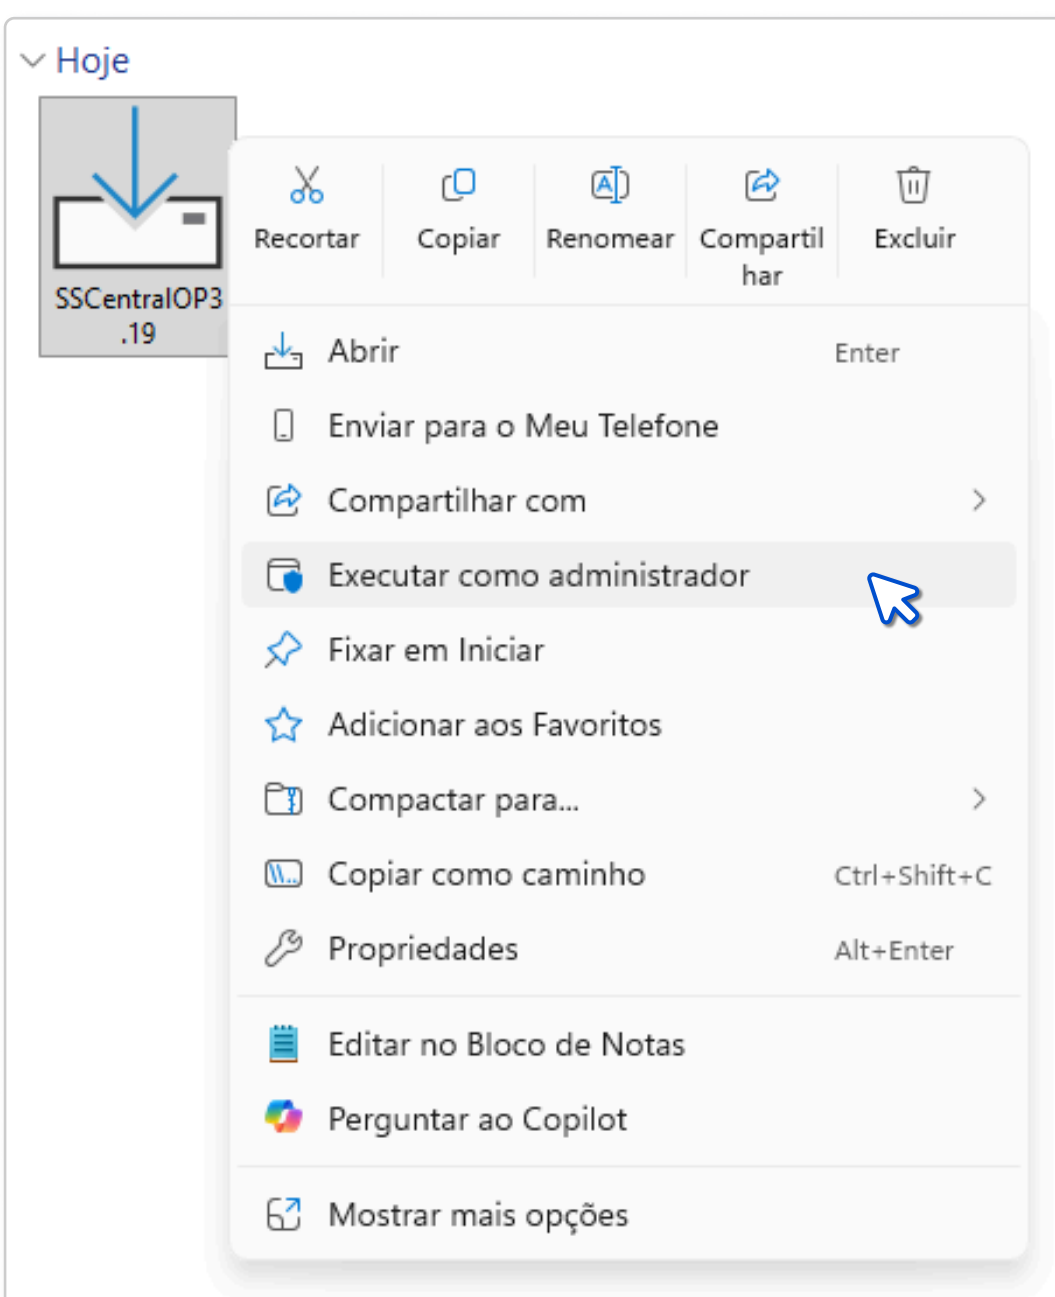 Hoje
SSCentralOP3
.19
Recortar
Copiar
Renomear
Compartil
har
Excluir
Abrir Enter
Enviar para o Meu Telefone
Compartilhar com
Executar como administrador
Fixar em Iniciar
Adicionar aos Favoritos
Compactar para...
Copiar como caminho Ctrl+Shift+C
Propriedades Alt+Enter
Editar no Bloco de Notas
Perguntar ao Copilot
Mostrar mais opções